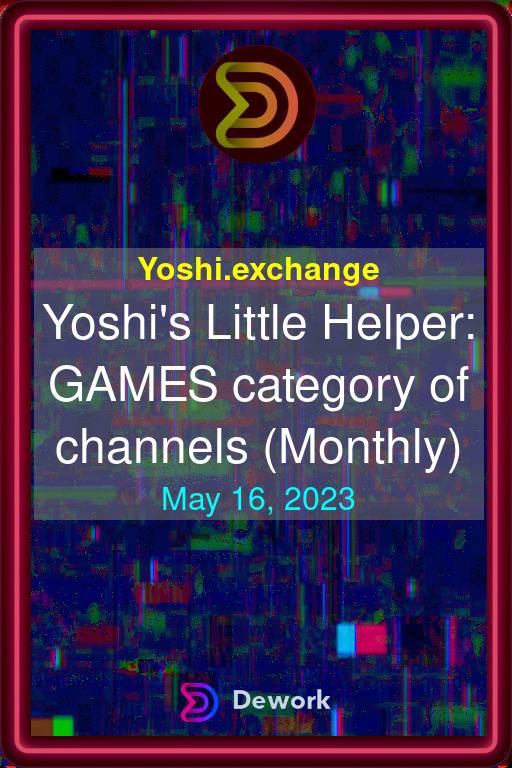 Yoshi.exchange
Yoshi's Little Helper:
GAMES category of
channels (Monthly)
May 16, 2023
Dework